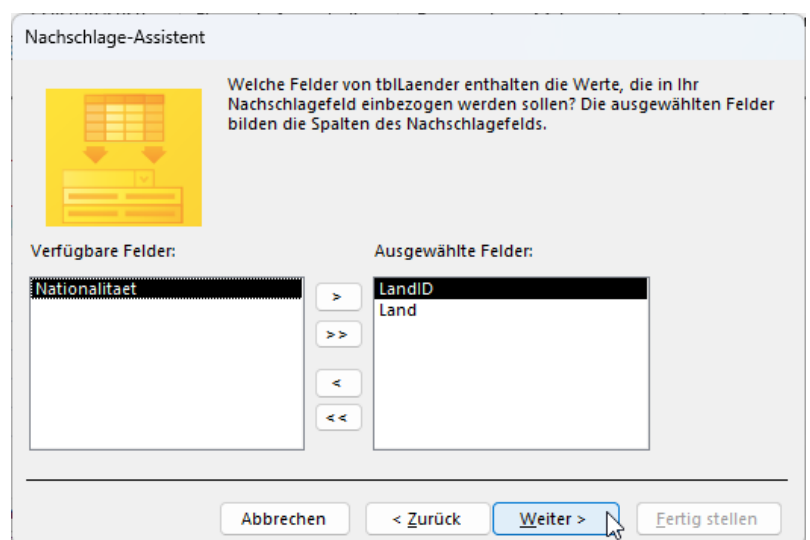 Nachschlage-Assistent
Welche Felder von tblLaender enthalten die Werte, die in Ihr
Nachschlagefeld einbezogen werden sollen? Die ausgewählten Felder
bilden die Spalten des Nachschlagefelds.
Verfügbare Felder:
Ausgewählte Felder:
Nationalitaet
>
>>
<
<<
LandID
Land
Abbrechen
< Zurück
Weiter >
Fertig stellen